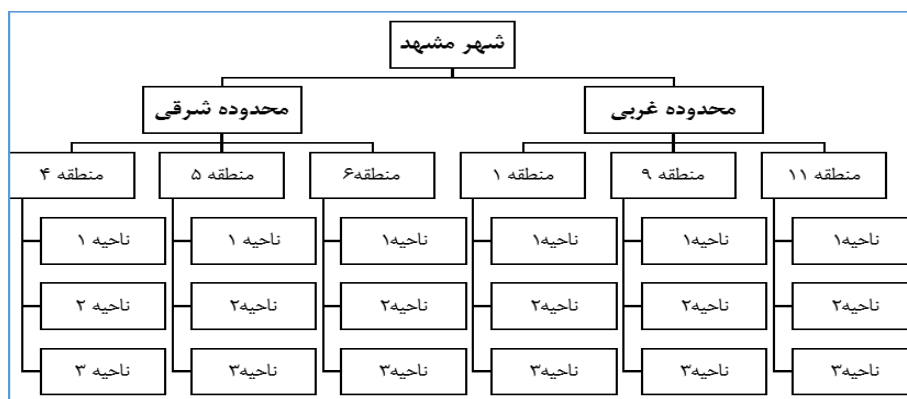 شهر مشهد
محدوده غربی
محدوده شرقی
منطقه ۱۱
منطقه ۹
منطقه ۱
منطقه۶
منطقه ۵
منطقه ۴
ناحیه۱
ناحیه۱
ناحیه۱
ناحیه۱
ناحیه ۱
ناحیه ۱
ناحیه۲
ناحیه۲
ناحیه۲
ناحیه۲
ناحیه۲
ناحیه ۲
ناحیه۳
ناحیه۳
ناحیه۳
ناحیه۳
ناحیه۳
ناحیه ۳